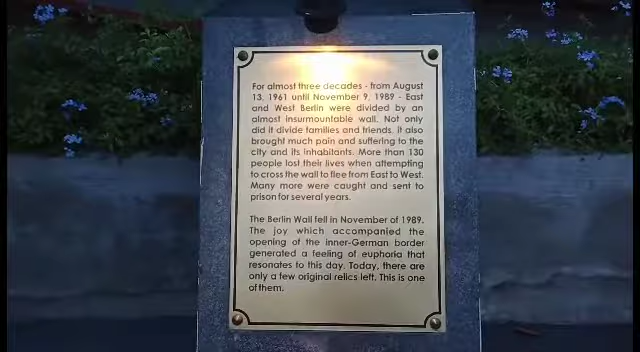 For almost three decades - from August
13, 1961 until November 9, 1989 - East
and West Berlin were divided by an
almost insurmountable wall. Not only
did it divide families and friends, it also
brought much pain and suffering to the
city and its inhabitants. More than 130
people lost their lives when attempting
to cross the wall to flee from East to West.
Many more were caught and sent to
prison for several years.
The Berlin Wall fell in November of 1989.
The joy which accompanied the
opening of the inner-German border
generated a feeling of euphoria that
resonates to this day. Today, there are
only a few original relics left. This is one
of them.